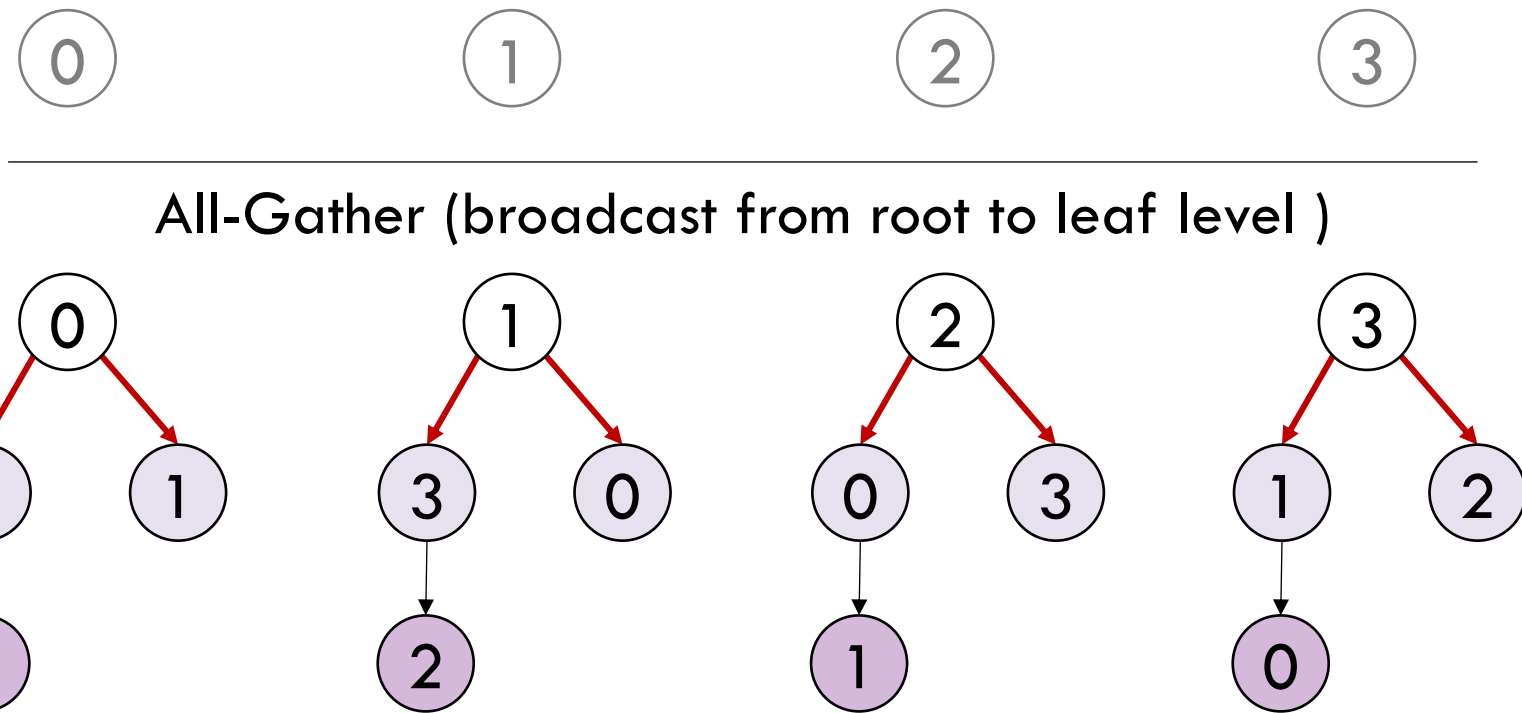 0 1 2 3
All-Gather (broadcast from root to leaf level )
0 1 2 3
1 3 0 0 3 1 2
2 1 0